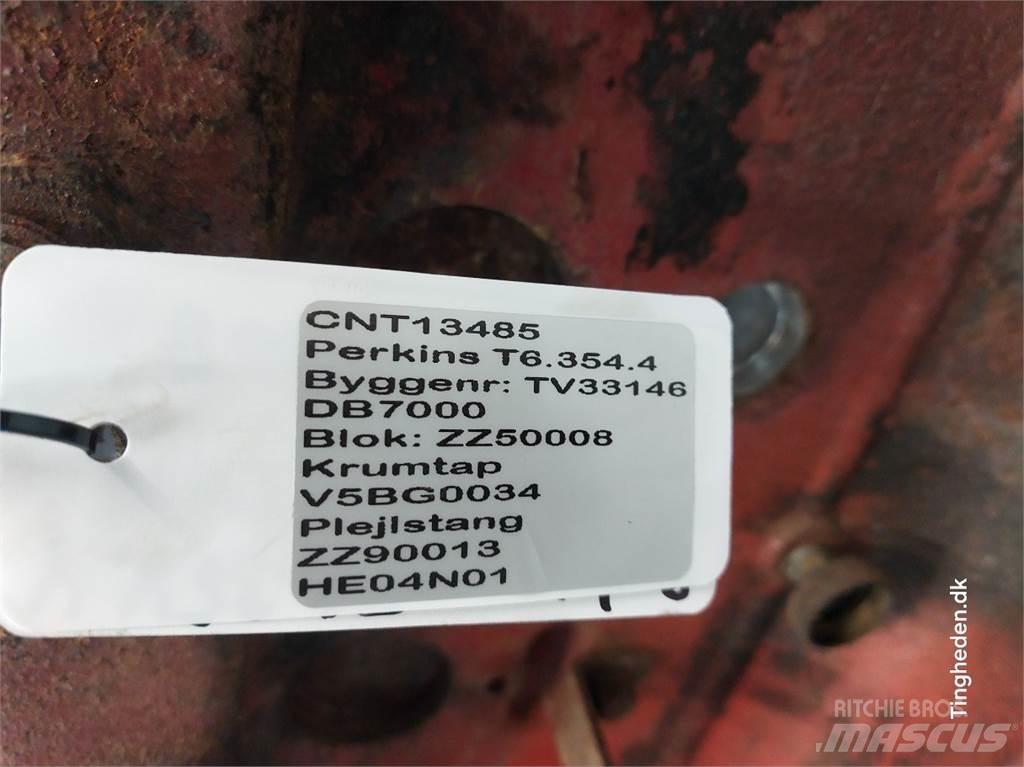 CNT13485
Perkins T6.354.4
Byggenr: TV33146
DB7000
Blok: ZZ50008
Krumtap
V5BG0034
Plejlstang
ZZ90013
HE04N01
Tingheden.dk
RITCHIE BRO
MASCUS